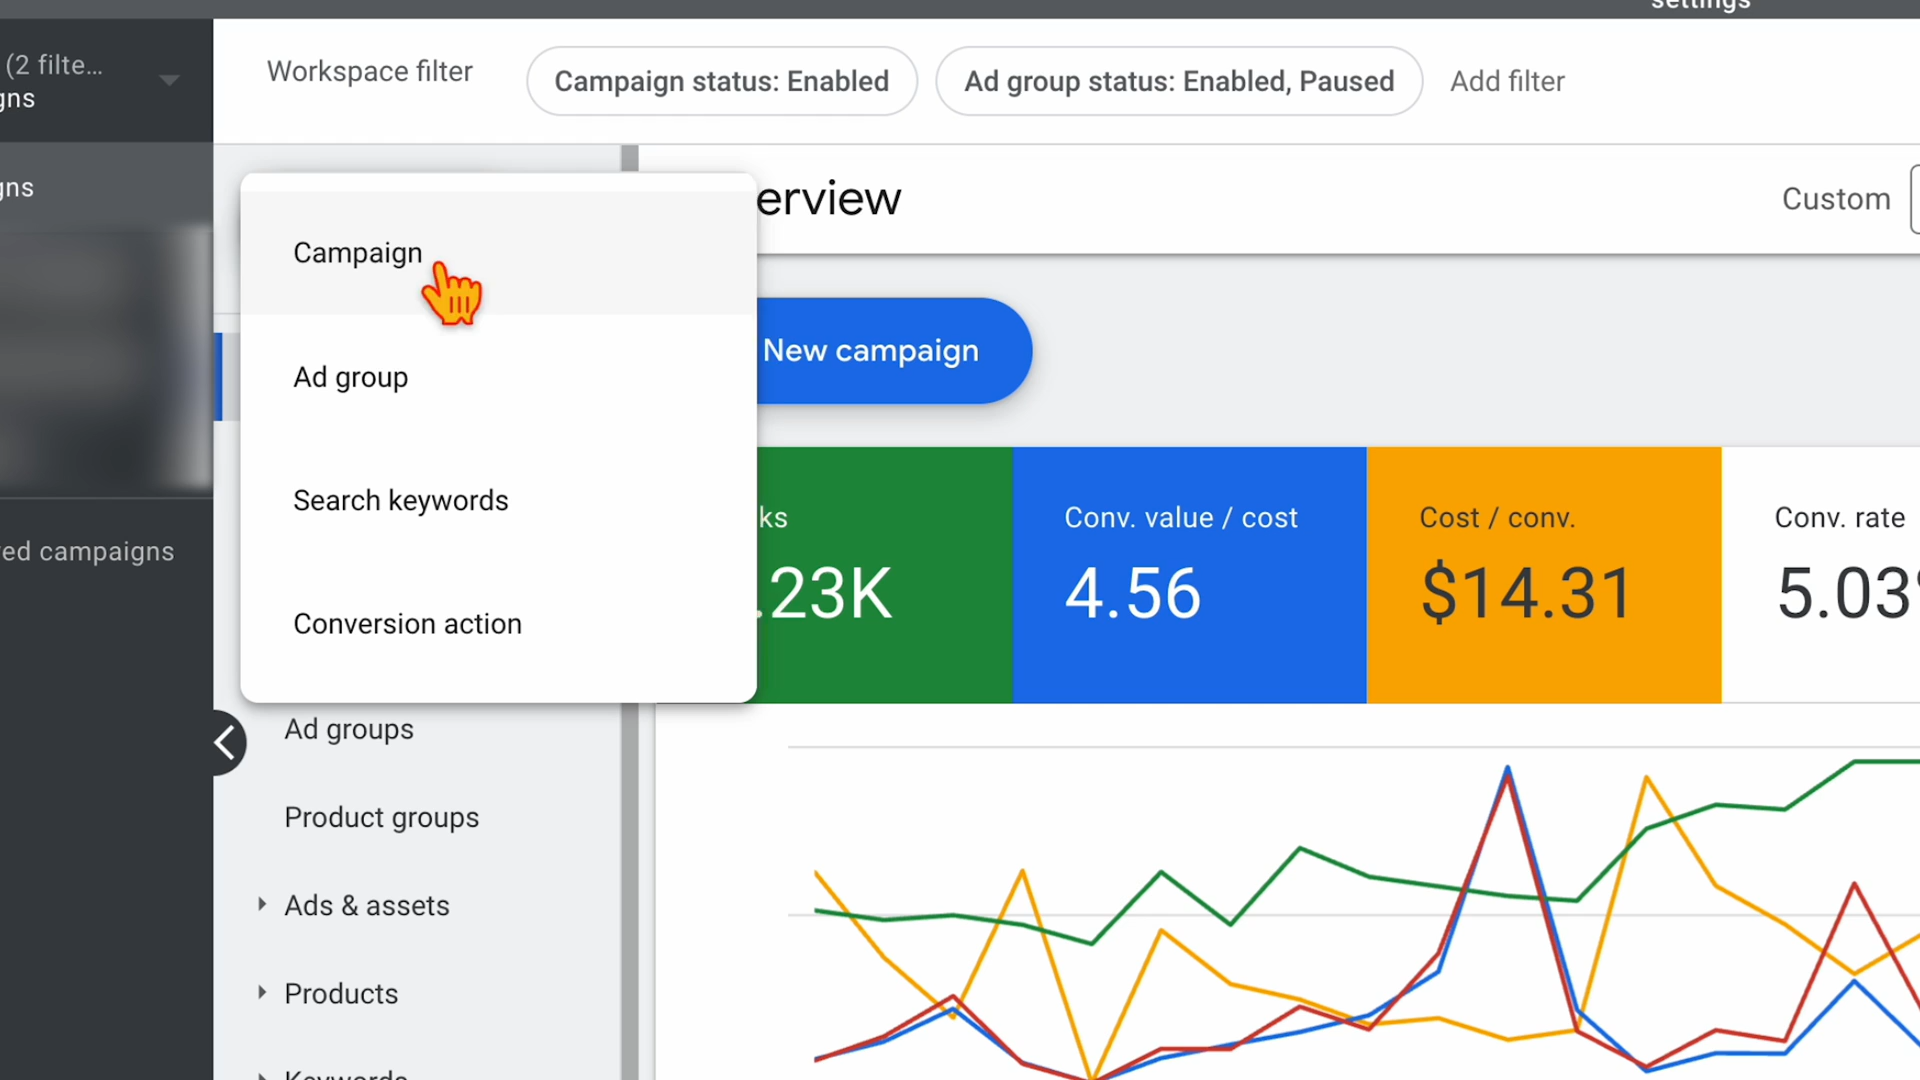 settings
(2 filte...
gns
Workspace filter
Campaign status: Enabled
Ad group status: Enabled, Paused
Add filter
gns
erview
Custom
Campaign
New campaign
Ad group
Search keywords
Conversion action
ks
.23K
Conv. value / cost
4.56
Cost / conv.
$14.31
Conv. rate
5.03%
ed campaigns
Ad groups
Product groups
Ads & assets
Products
Keywords